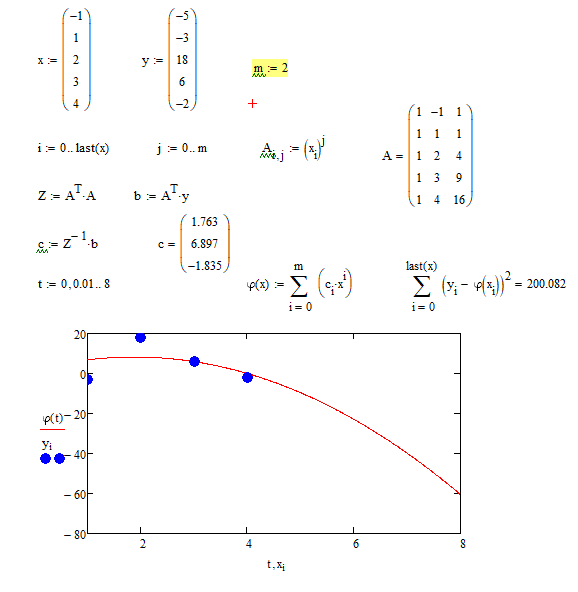 x := (−1 1 2 3 4) y := (−5 −3 18 6 −2) m := 2
i := 0.. last(x) j := 0.. m A_{i,j} := (x_i)^j A = (1 −1 1
1 1 1
1 2 4
1 3 9
1 4 16)
Z := A^T·A b := A^T·y
c := Z^{−1}·b c = (1.763 6.897 −1.835)
t := 0, 0.01.. 8 φ(x) := ∑_{i = 0}^{m} (c_i·x^i) ∑_{i = 0}^{last(x)} (y_i − φ(x_i))^2 = 200.082
20
0
−20
−40
−60
−80
φ(t)
y_i
2 4 6 8
t, x_i